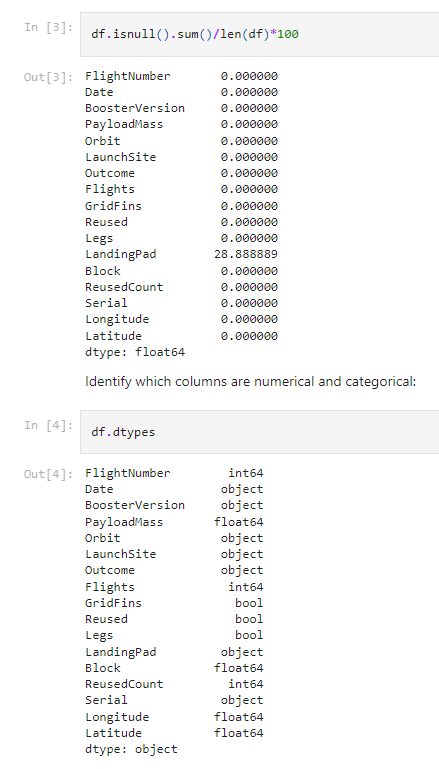 In [3]: df.isnull().sum()/len(df)*100
Out[3]: FlightNumber 0.000000
Date 0.000000
BoosterVersion 0.000000
PayloadMass 0.000000
Orbit 0.000000
LaunchSite 0.000000
Outcome 0.000000
Flights 0.000000
GridFins 0.000000
Reused 0.000000
Legs 0.000000
LandingPad 28.888889
Block 0.000000
ReusedCount 0.000000
Serial 0.000000
Longitude 0.000000
Latitude 0.000000
dtype: float64
Identify which columns are numerical and categorical:
In [4]: df.dtypes
Out[4]: FlightNumber int64
Date object
BoosterVersion object
PayloadMass float64
Orbit object
LaunchSite object
Outcome object
Flights int64
GridFins bool
Reused bool
Legs bool
LandingPad object
Block float64
ReusedCount int64
Serial object
Longitude float64
Latitude float64
dtype: object